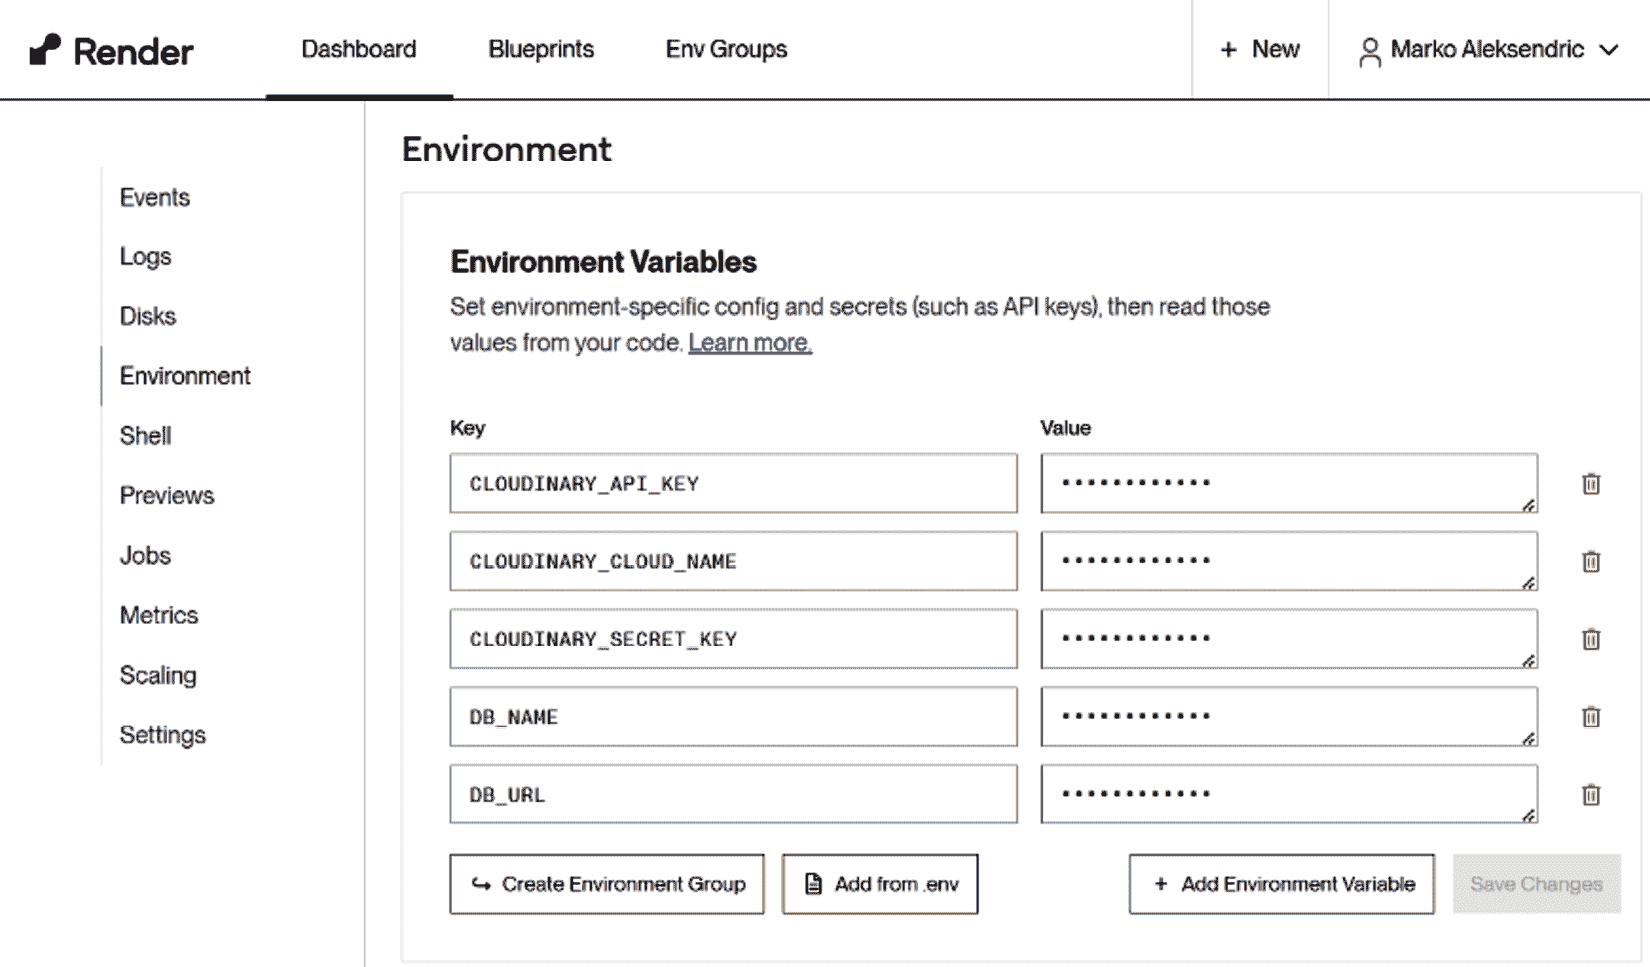 Render
Dashboard
Blueprints
Env Groups
+ New
Marko Aleksendric
Events
Logs
Disks
Environment
Shell
Previews
Jobs
Metrics
Scaling
Settings
Environment
Environment Variables
Set environment-specific config and secrets (such as API keys), then read those
values from your code. Learn more.
Key Value
CLOUDINARY_API_KEY ••••••••••••
CLOUDINARY_CLOUD_NAME ••••••••••••
CLOUDINARY_SECRET_KEY ••••••••••••
DB_NAME ••••••••••••
DB_URL ••••••••••••
Create Environment Group
Add from .env
+ Add Environment Variable
Save Changes